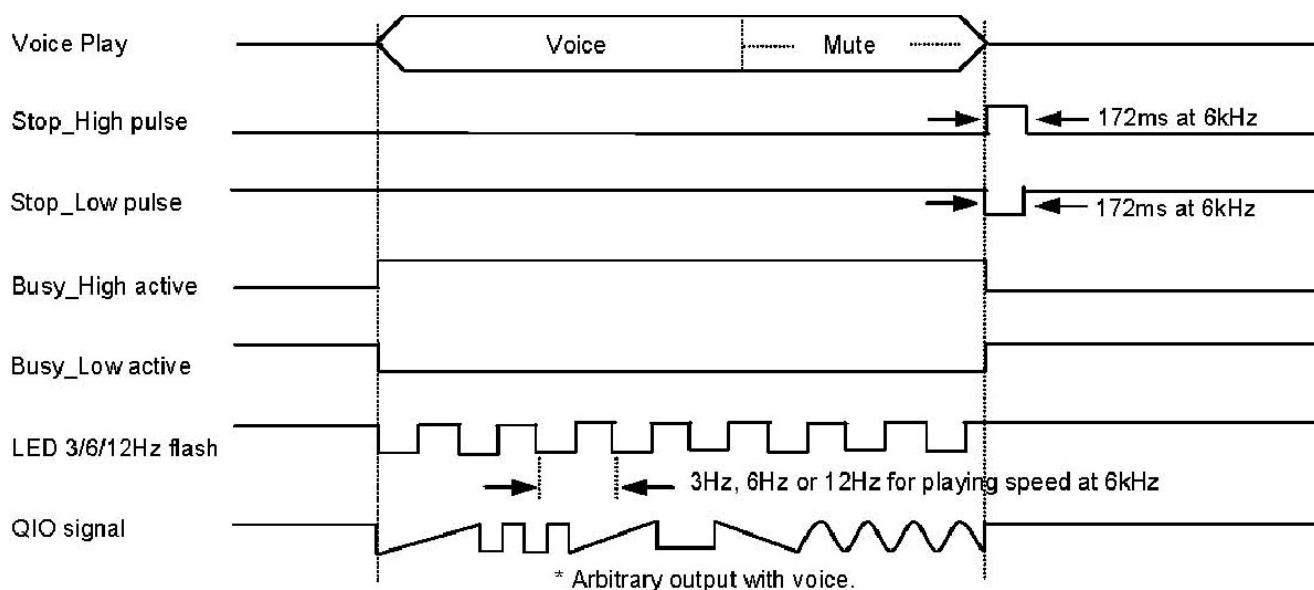 Voice Play
Voice
Mute
Stop_High pulse
172ms at 6kHz
Stop_Low pulse
172ms at 6kHz
Busy_High active
Busy_Low active
LED 3/6/12Hz flash
3Hz, 6Hz or 12Hz for playing speed at 6kHz
QIO signal
* Arbitrary output with voice.